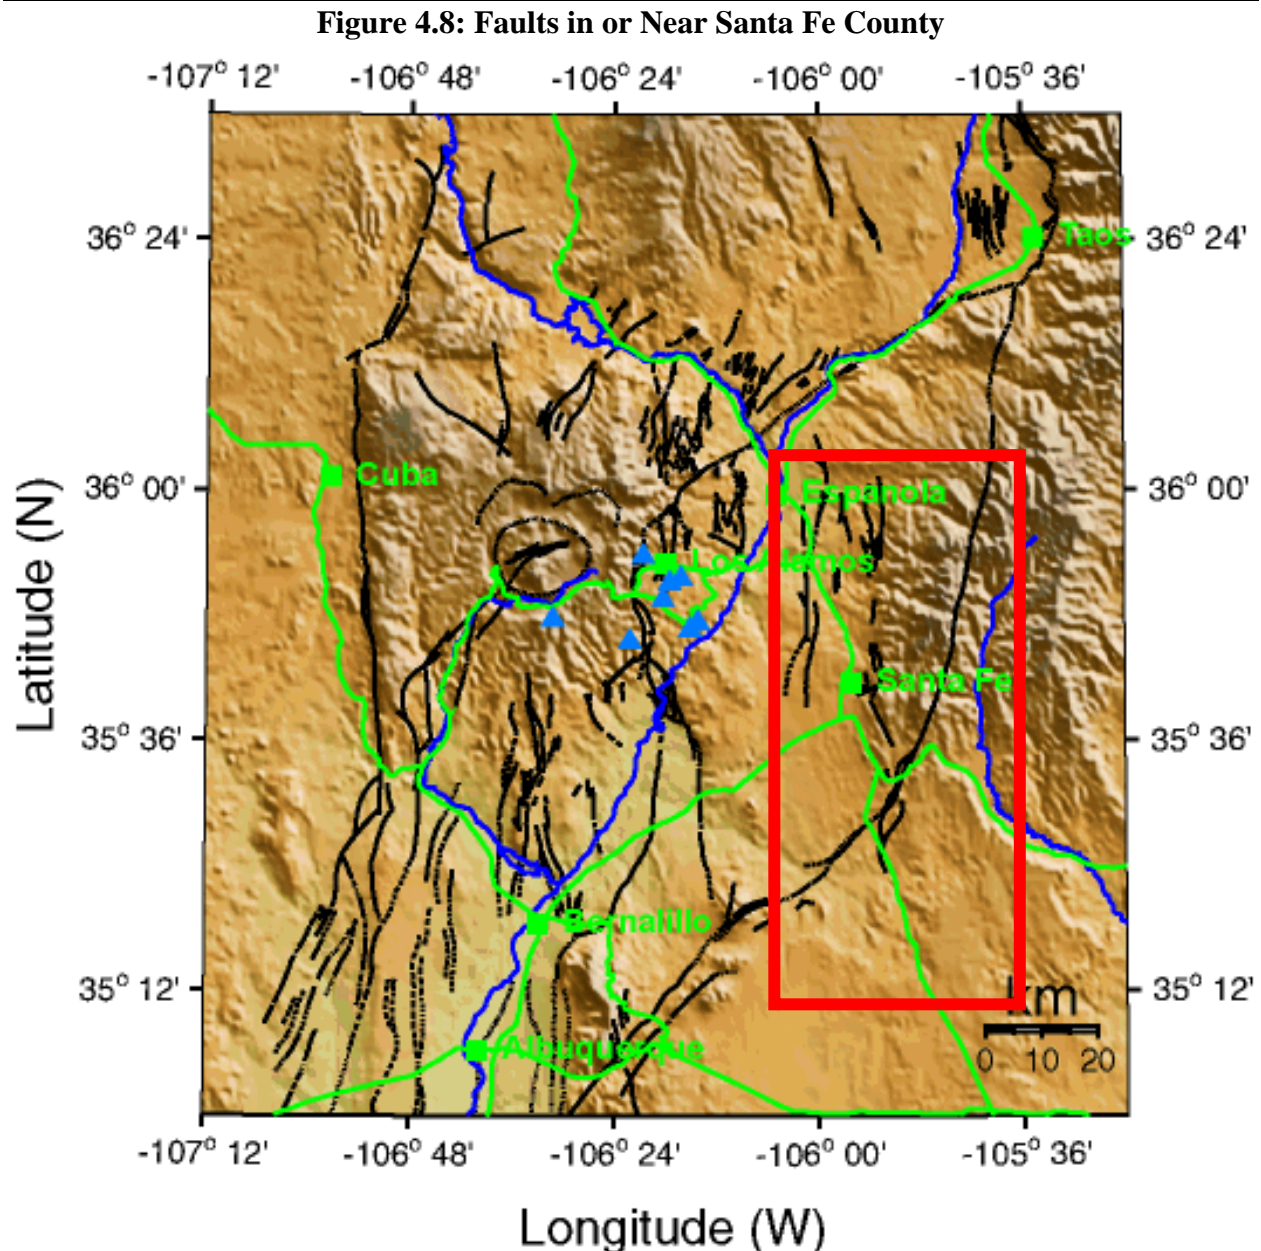 Figure 4.8: Faults in or Near Santa Fe County
-107° 12' -106° 48' -106° 24' -106° 00' -105° 36'
36° 24' Taos 36° 24'
Cuba
36° 00' Espanola 36° 00'
Los Alamos
Latitude (N)
Santa Fe
35° 36' 35° 36'
Bernalillo
35° 12' km 35° 12'
Albuquerque 0 10 20
-107° 12' -106° 48' -106° 24' -106° 00' -105° 36'
Longitude (W)